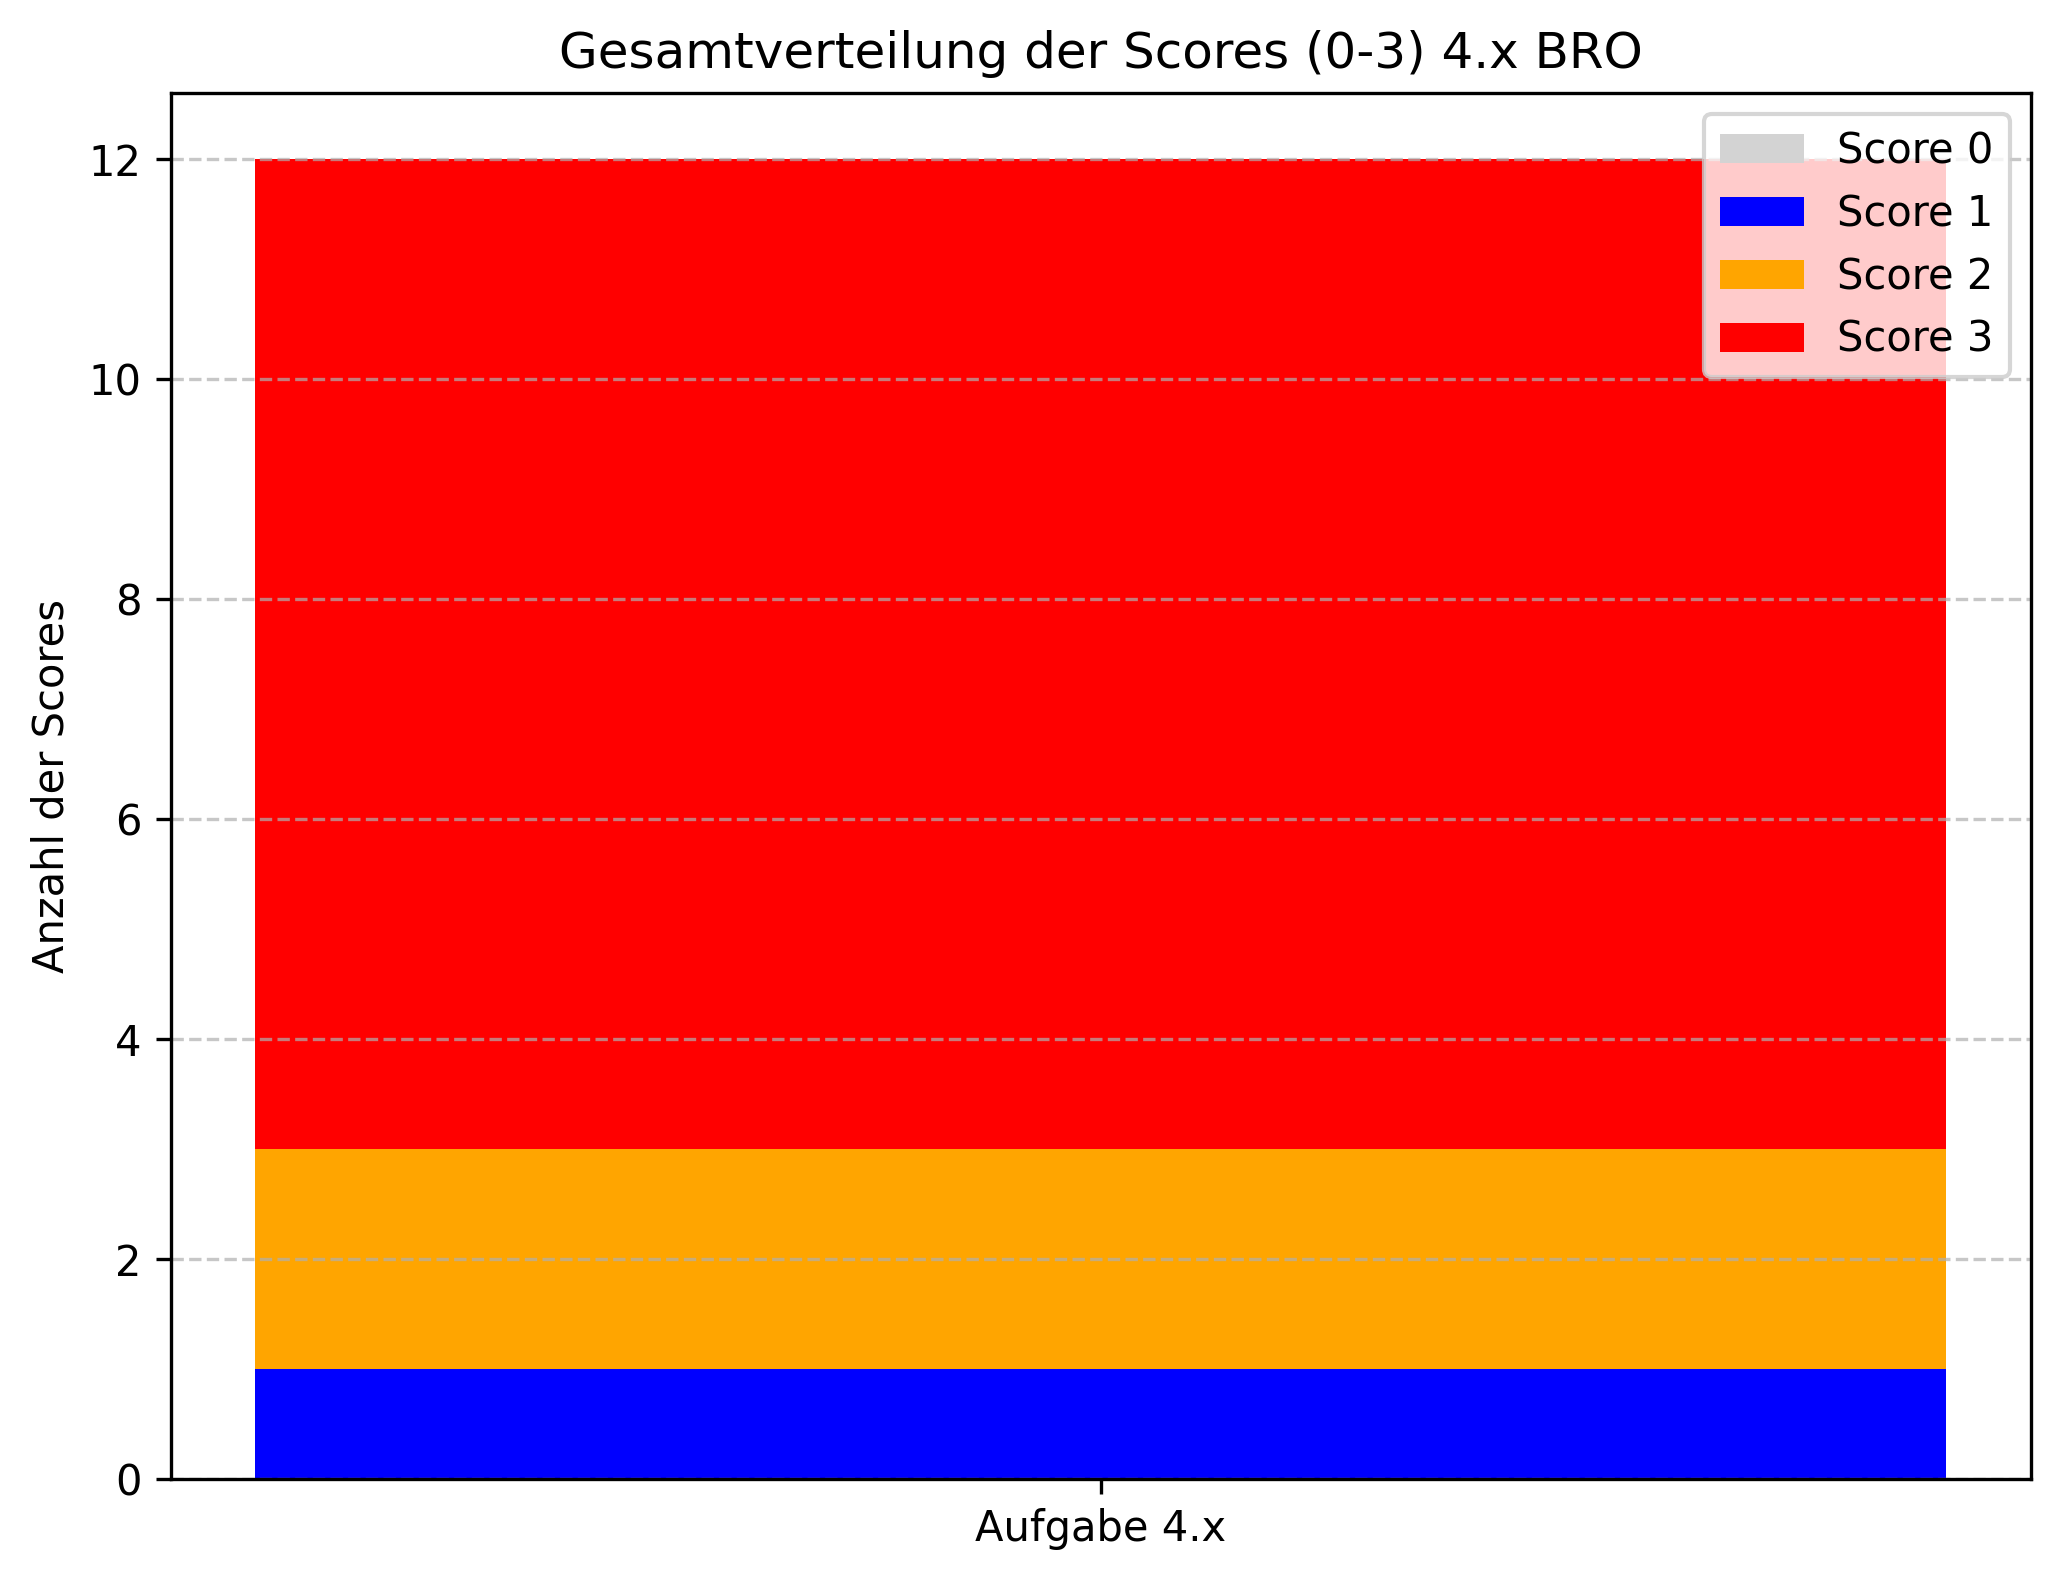 Gesamtverteilung der Scores (0-3) 4.x BRO
Score 0
Score 1
Score 2
Score 3
12
10
8
6
4
2
0
Anzahl der Scores
Aufgabe 4.x